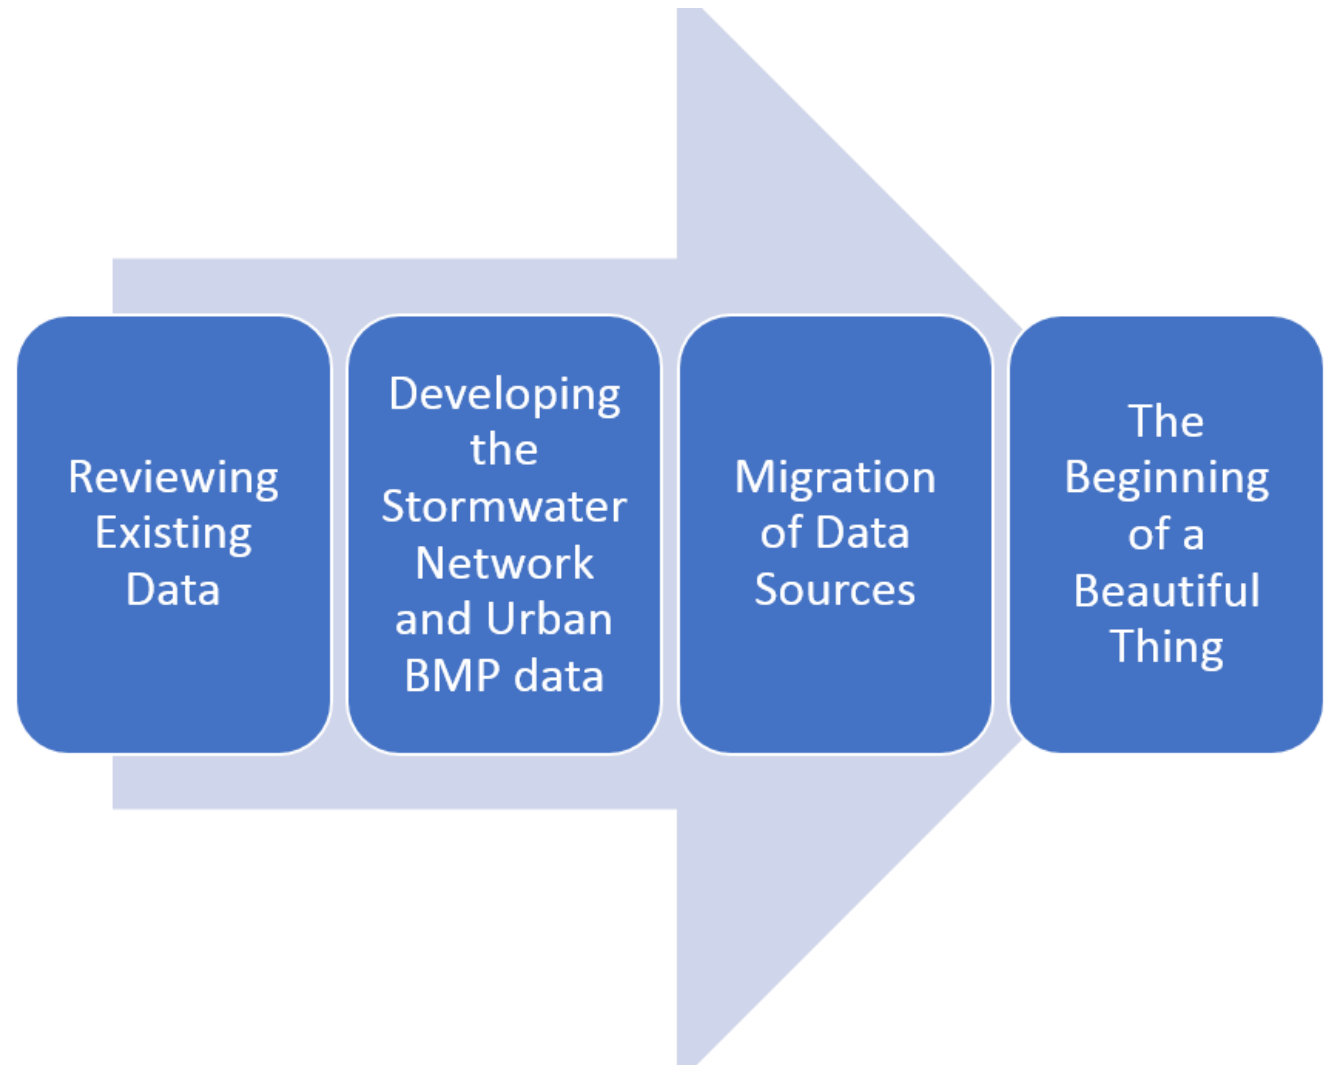 Reviewing
Existing
Data
Developing
the
Stormwater
Network
and Urban
BMP data
Migration
of Data
Sources
The
Beginning
of a
Beautiful
Thing